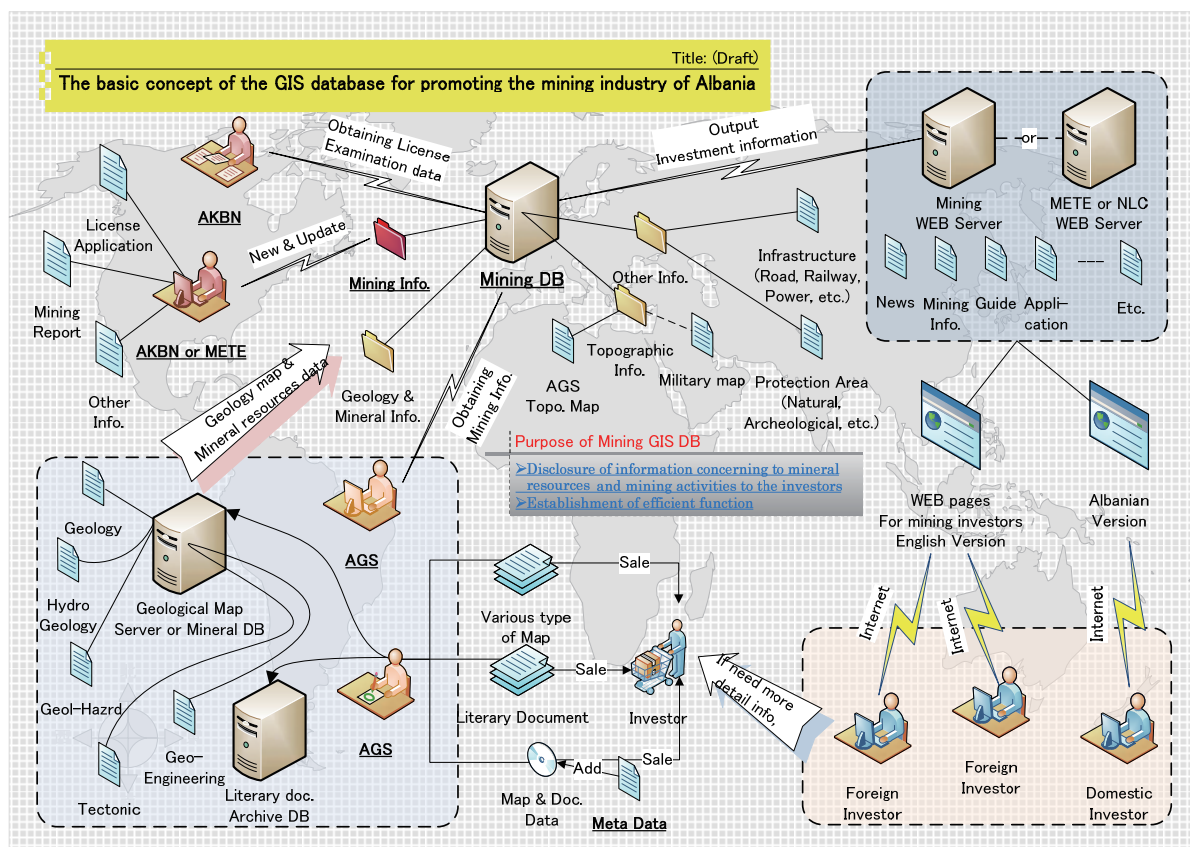 Title: (Draft)
The basic concept of the GIS database for promoting the mining industry of Albania
Obtaining License
Examination data
Output
Investment information
or
Mining
WEB Server
METE or NLC
WEB Server
News
Mining
Info.
Guide
Appli-
cation
----
Etc.
AKBN
License
Application
New & Update
Mining Info.
Mining DB
Other Info.
Infrastructure
(Road, Railway,
Power, etc.)
Mining
Report
AKBN or METE
Other
Info.
Geology map &
Mineral resources data
Geology &
Mineral Info.
Obtaining
Mining Info.
AGS
Topo. Map
Topographic
Info.
Military map
Protection Area
(Natural,
Archeological, etc.)
Purpose of Mining GIS DB
➢Disclosure of information concerning to mineral
resources and mining activities to the investors
➢Establishment of efficient function
WEB pages
For mining investors
English Version
Albanian
Version
Geology
Hydro
Geology
Geological Map
Server or Mineral DB
AGS
Geol-Hazrd
Geo-
Engineering
Tectonic
Literary doc.
Archive DB
AGS
Various type
of Map
Sale
Literary Document
Sale
Investor
Map & Doc.
Data
Add
Sale
Meta Data
If need more
detail info.
Internet
Internet
Internet
Foreign
Investor
Foreign
Investor
Domestic
Investor